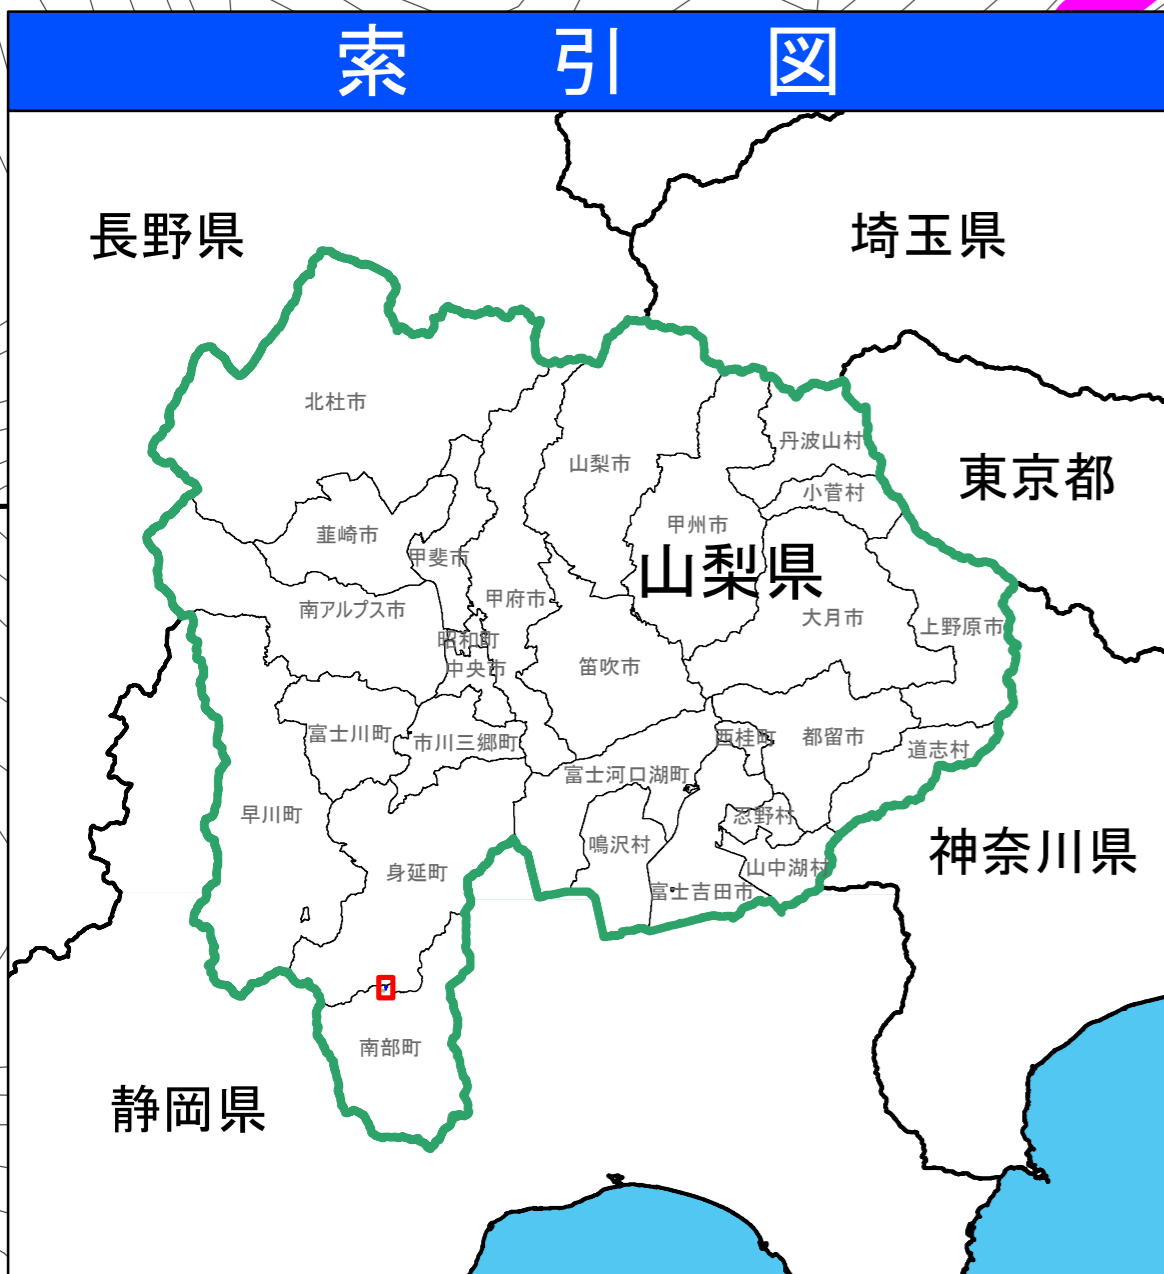 索引図
長野県
埼玉県
北杜市
丹波山村
山梨市
東京都
小菅村
甲州市
韮崎市
甲斐市
山梨県
甲府市
南アルプス市
大月市
上野原市
昭和町
中央市
笛吹市
富士川町
市川三郷町
西桂町
都留市
道志村
富士河口湖町
早川町
忍野村
鳴沢村
神奈川県
山中湖村
身延町
富士吉田市
南部町
静岡県